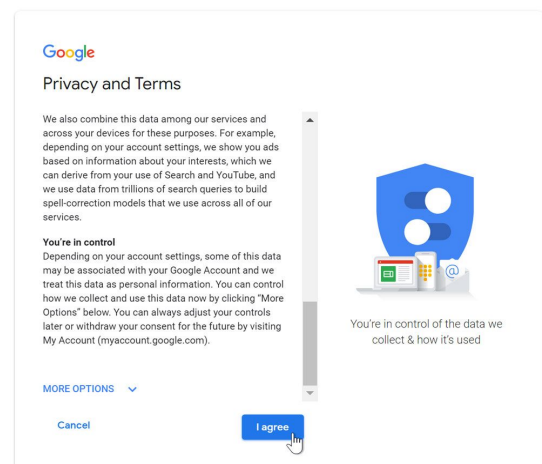 Google
Privacy and Terms
We also combine this data among our services and
across your devices for these purposes. For example,
depending on your account settings, we show you ads
based on information about your interests, which we
can derive from your use of Search and YouTube, and
we use data from trillions of search queries to build
spell-correction models that we use across all of our
services.
You're in control
Depending on your account settings, some of this data
may be associated with your Google Account and we
treat this data as personal information. You can control
how we collect and use this data now by clicking “More
Options” below. You can always adjust your controls
later or withdraw your consent for the future by visiting
My Account (myaccount.google.com).
MORE OPTIONS
Cancel
I agree
@
You're in control of the data we
collect & how it's used